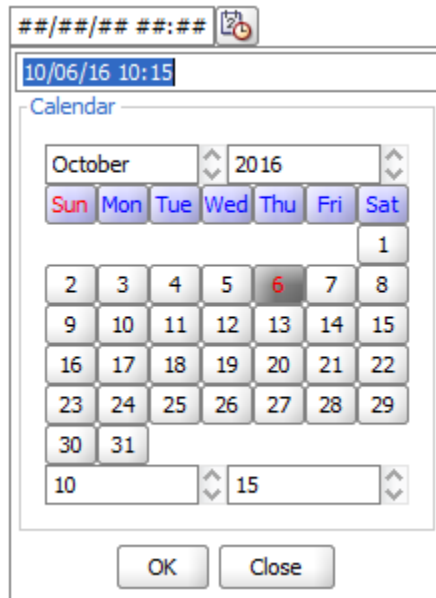 ##/##/## ##:##
10/06/16 10:15
Calendar
October 2016
Sun Mon Tue Wed Thu Fri Sat
1
2 3 4 5 6 7 8
9 10 11 12 13 14 15
16 17 18 19 20 21 22
23 24 25 26 27 28 29
30 31
10 15
OK Close